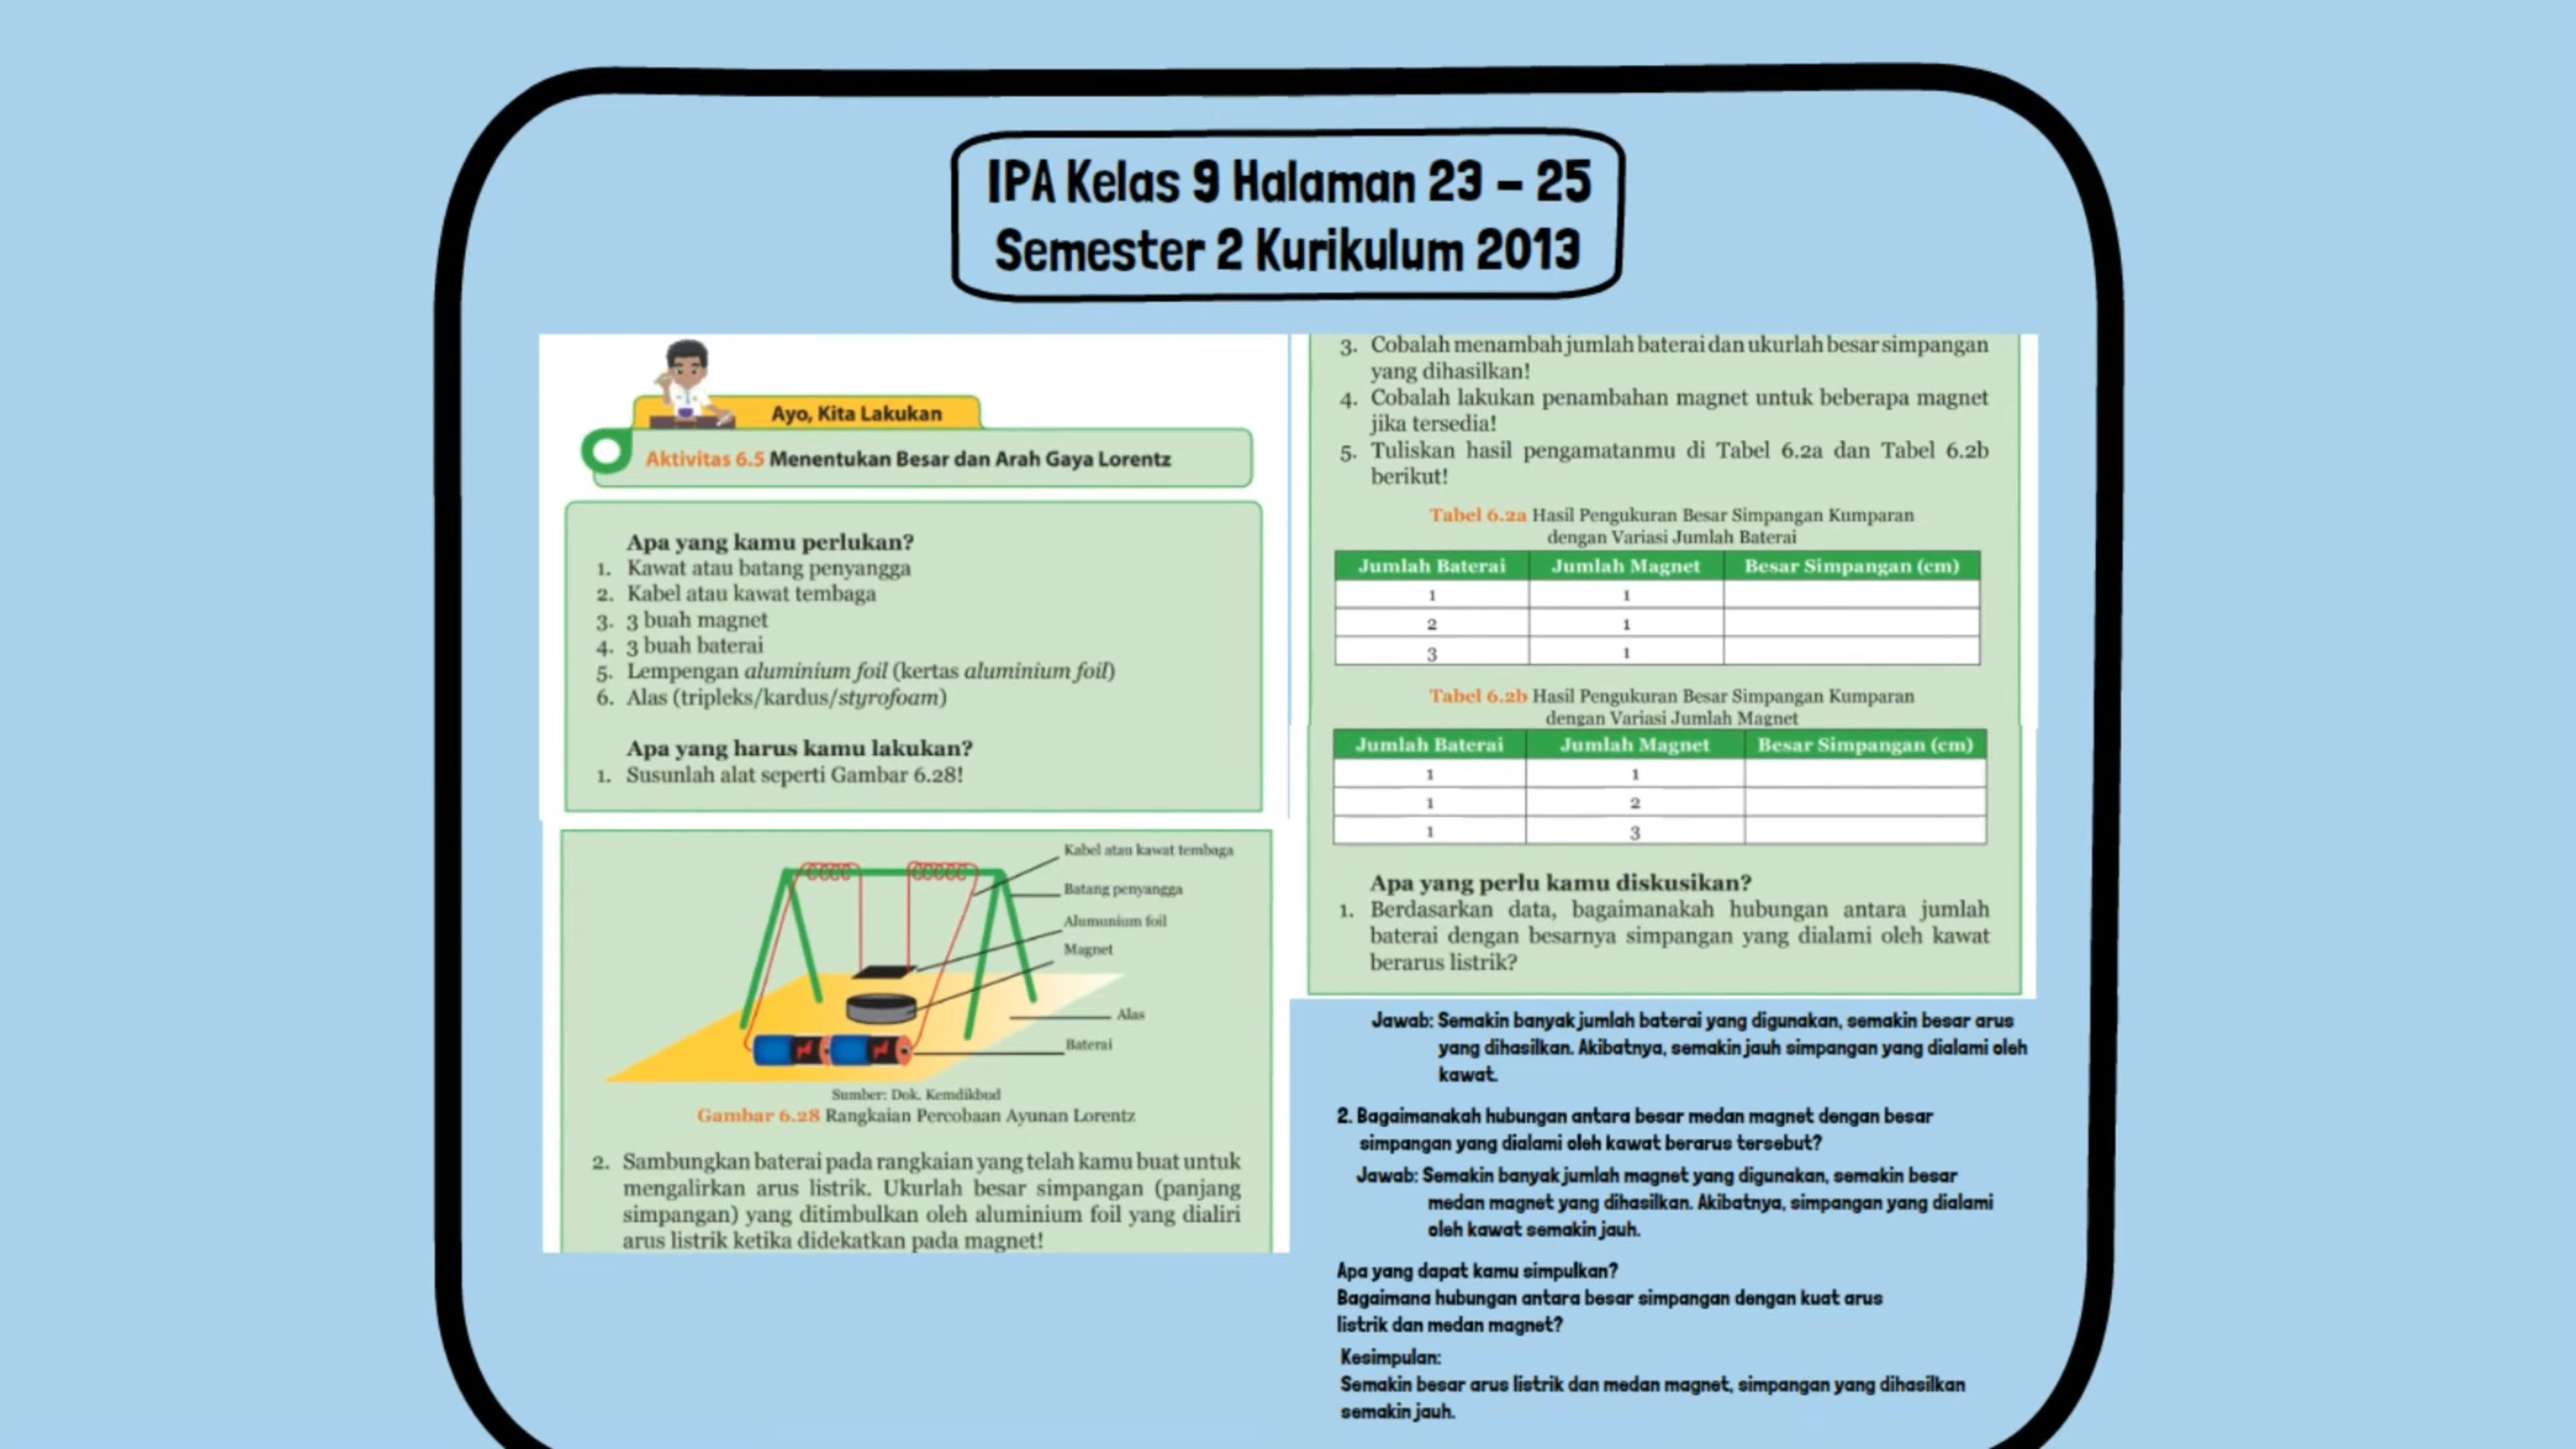 IPA Kelas 9 Halaman 23 – 25
Semester 2 Kurikulum 2013
Ayo, Kita Lakukan
Aktivitas 6.5 Menentukan Besar dan Arah Gaya Lorentz
Apa yang kamu perlukan?
1. Kawat atau batang penyangga
2. Kabel atau kawat tembaga
3. 3 buah magnet
4. 3 buah baterai
5. Lempengan aluminium foil (kertas aluminium foil)
6. Alas (tripleks/kardus/styrofoam)
Apa yang harus kamu lakukan?
1. Susunlah alat seperti Gambar 6.28!
Kabel atau kawat tembaga
Batang penyangga
Alumunium foil
Magnet
Alas
Baterai
Sumber: Dok. Kemdikbud
Gambar 6.28 Rangkaian Percobaan Ayunan Lorentz
2. Sambungkan baterai pada rangkaian yang telah kamu buat untuk
mengalirkan arus listrik. Ukurlah besar simpangan (panjang
simpangan) yang ditimbulkan oleh aluminium foil yang dialiri
arus listrik ketika didekatkan pada magnet!
3. Cobalah menambah jumlah baterai dan ukurlah besar simpangan
yang dihasilkan!
4. Cobalah lakukan penambahan magnet untuk beberapa magnet
jika tersedia!
5. Tuliskan hasil pengamatanmu di Tabel 6.2a dan Tabel 6.2b
berikut!
Tabel 6.2a Hasil Pengukuran Besar Simpangan Kumparan
dengan Variasi Jumlah Baterai
Jumlah Baterai Jumlah Magnet Besar Simpangan (cm)
1 1
2 1
3 1
Tabel 6.2b Hasil Pengukuran Besar Simpangan Kumparan
dengan Variasi Jumlah Magnet
Jumlah Baterai Jumlah Magnet Besar Simpangan (cm)
1 1
1 2
1 3
Apa yang perlu kamu diskusikan?
1. Berdasarkan data, bagaimanakah hubungan antara jumlah
baterai dengan besarnya simpangan yang dialami oleh kawat
berarus listrik?
Jawab: Semakin banyak jumlah baterai yang digunakan, semakin besar arus
yang dihasilkan. Akibatnya, semakin jauh simpangan yang dialami oleh
kawat.
2. Bagaimanakah hubungan antara besar medan magnet dengan besar
simpangan yang dialami oleh kawat berarus tersebut?
Jawab: Semakin banyak jumlah magnet yang digunakan, semakin besar
medan magnet yang dihasilkan. Akibatnya, simpangan yang dialami
oleh kawat semakin jauh.
Apa yang dapat kamu simpulkan?
Bagaimana hubungan antara besar simpangan dengan kuat arus
listrik dan medan magnet?
Kesimpulan:
Semakin besar arus listrik dan medan magnet, simpangan yang dihasilkan
semakin jauh.